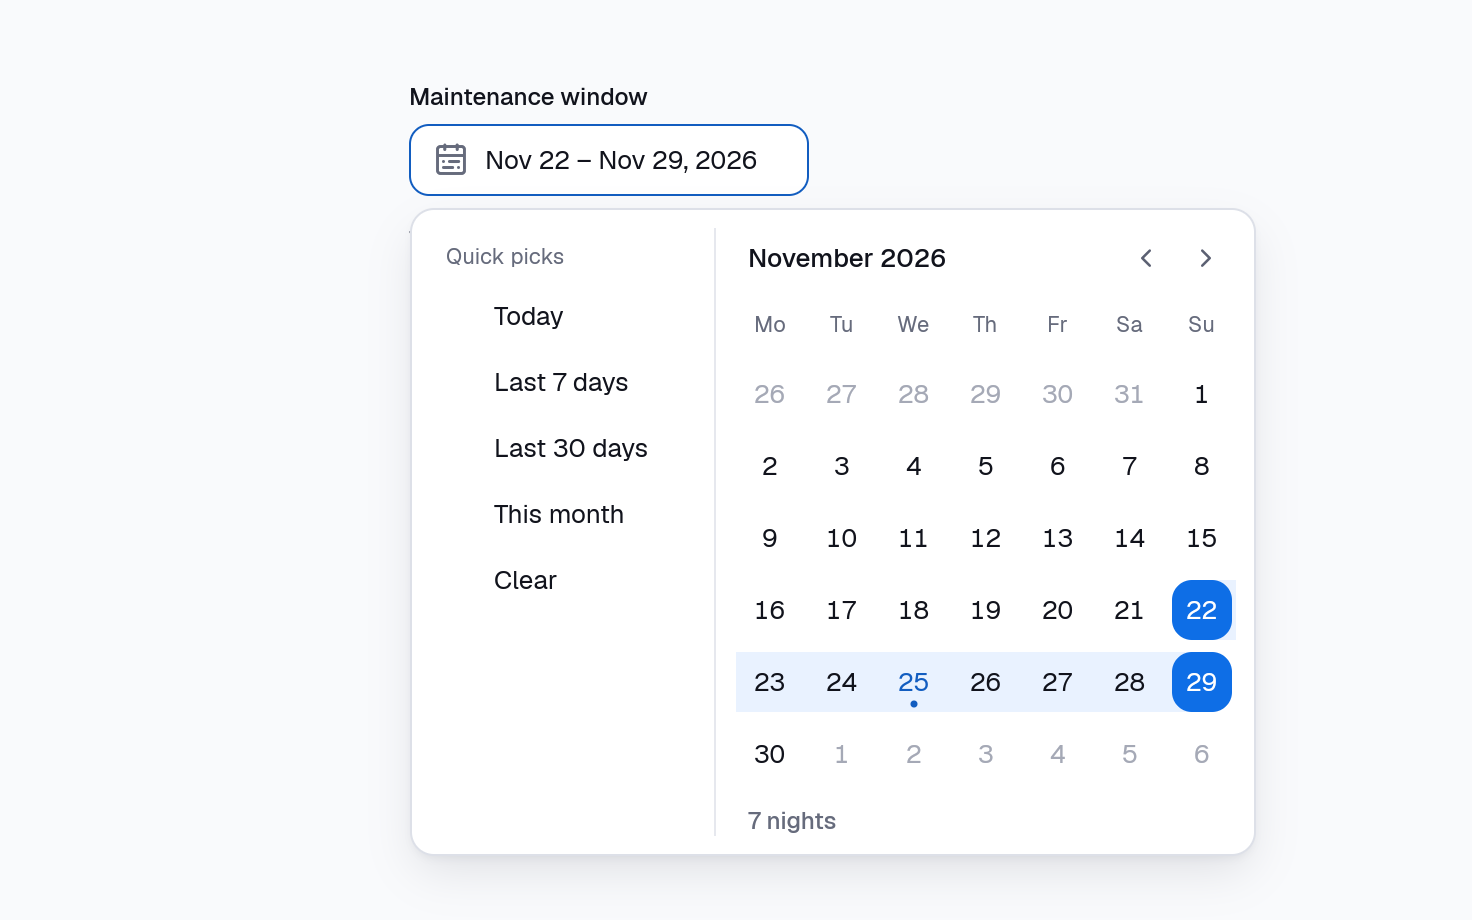 Maintenance window
Nov 22 – Nov 29, 2026
Quick picks
Today
Last 7 days
Last 30 days
This month
Clear
November 2026
Mo Tu We Th Fr Sa Su
26 27 28 29 30 31 1
2 3 4 5 6 7 8
9 10 11 12 13 14 15
16 17 18 19 20 21 22
23 24 25 26 27 28 29
30 1 2 3 4 5 6
7 nights